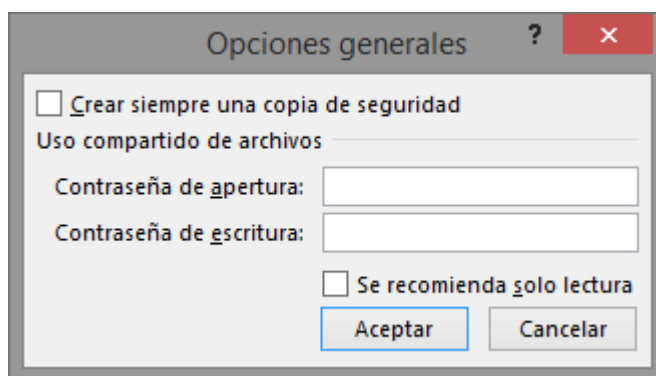 Opciones generales ? ×
Crear siempre una copia de seguridad
Uso compartido de archivos
Contraseña de apertura:
Contraseña de escritura:
Se recomienda solo lectura
Aceptar Cancelar